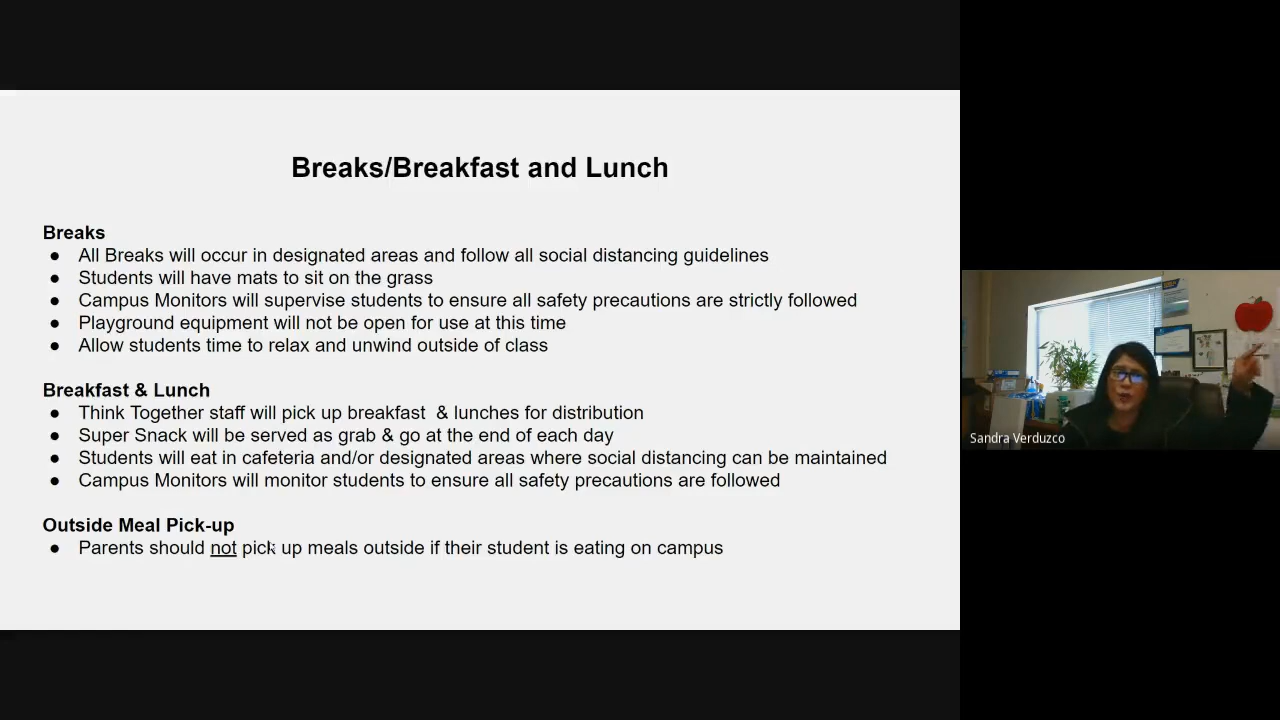 Breaks/Breakfast and Lunch
Breaks
● All Breaks will occur in designated areas and follow all social distancing guidelines
● Students will have mats to sit on the grass
● Campus Monitors will supervise students to ensure all safety precautions are strictly followed
● Playground equipment will not be open for use at this time
● Allow students time to relax and unwind outside of class
Breakfast & Lunch
● Think Together staff will pick up breakfast & lunches for distribution
● Super Snack will be served as grab & go at the end of each day
● Students will eat in cafeteria and/or designated areas where social distancing can be maintained
● Campus Monitors will monitor students to ensure all safety precautions are followed
Outside Meal Pick-up
● Parents should not pick up meals outside if their student is eating on campus
Sandra Verduzco